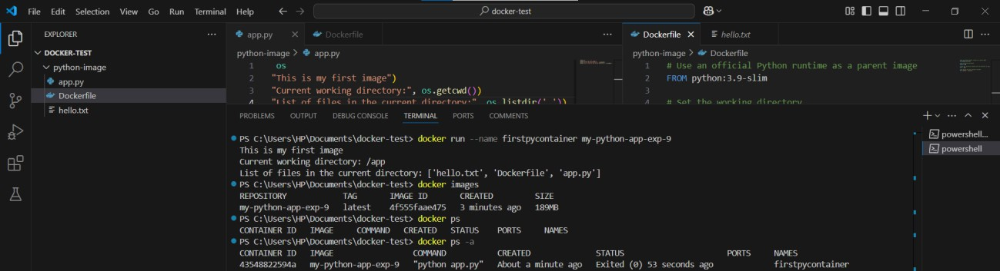 File Edit Selection View Go Run Terminal Help docker-test
EXPLORER
DOCKER-TEST
python-image
app.py
Dockerfile
hello.txt
app.py Dockerfile
python-image > app.py
1 os
2 "This is my first image")
3 "Current working directory:", os.getcwd())
4 "List of files in the current directory:", os.listdir('.'))
Dockerfile hello.txt
python-image > Dockerfile
1 # Use an official Python runtime as a parent image
2 FROM python:3.9-slim
3
4 # Set the working directory
PROBLEMS OUTPUT DEBUG CONSOLE TERMINAL PORTS COMMENTS
PS C:\Users\HP\Documents\docker-test> docker run --name firstpycontainer my-python-app-exp-9
This is my first image
Current working directory: /app
List of files in the current directory: ['hello.txt', 'Dockerfile', 'app.py']
PS C:\Users\HP\Documents\docker-test> docker images
REPOSITORY TAG IMAGE ID CREATED SIZE
my-python-app-exp-9 latest 4f555faae475 3 minutes ago 189MB
PS C:\Users\HP\Documents\docker-test> docker ps
CONTAINER ID IMAGE COMMAND CREATED STATUS PORTS NAMES
PS C:\Users\HP\Documents\docker-test> docker ps -a
CONTAINER ID IMAGE COMMAND CREATED STATUS PORTS NAMES
43548822594a my-python-app-exp-9 "python app.py" About a minute ago Exited (0) 53 seconds ago firstpycontainer
powershell...
powershell